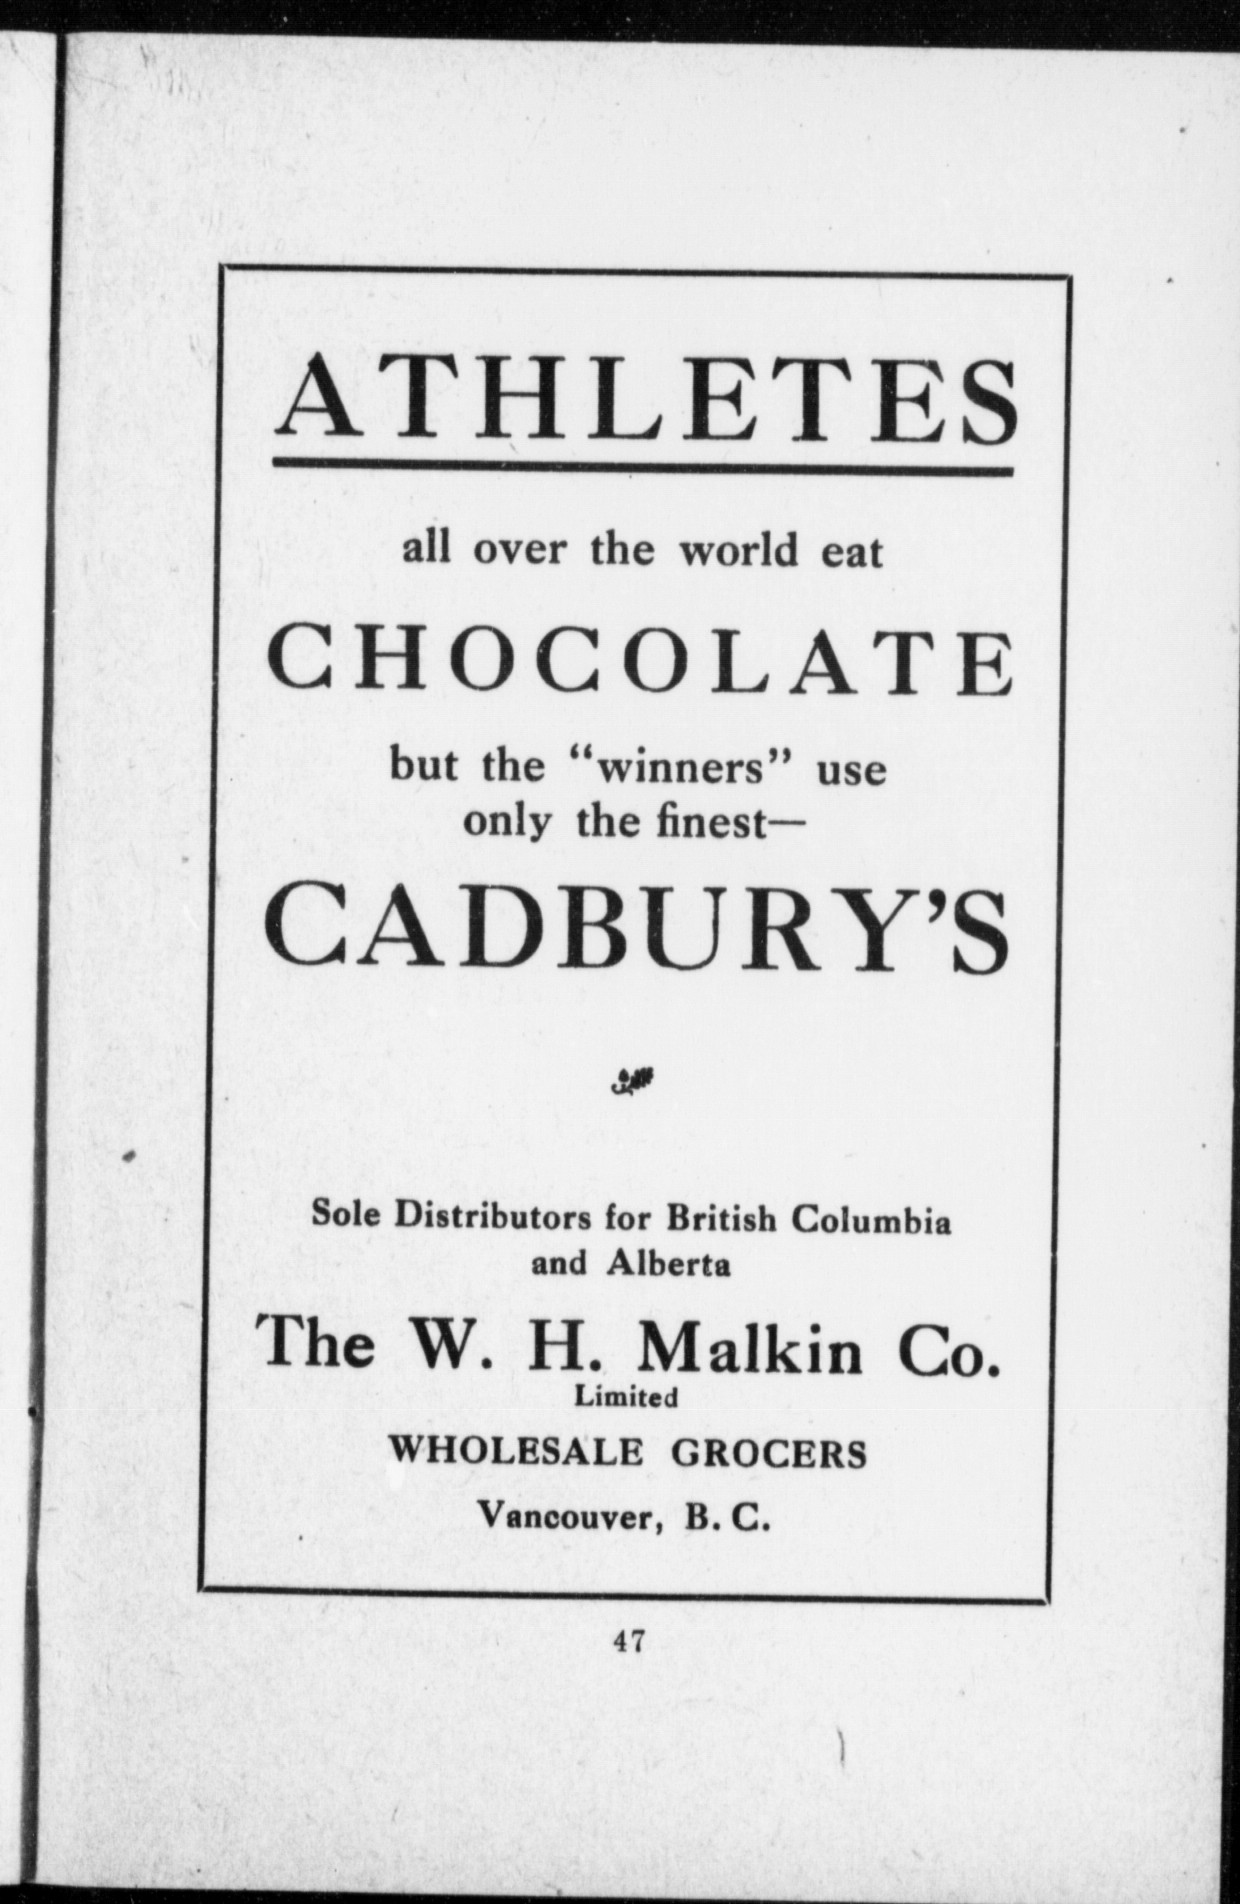 ATHLETES
all over the world eat
CHOCOLATE
but the “winners” use
only the finest—
CADBURY’S
Sole Distributors for British Columbia
and Alberta
The W. H. Malkin Co.
Limited
WHOLESALE GROCERS
Vancouver, B. C.
47